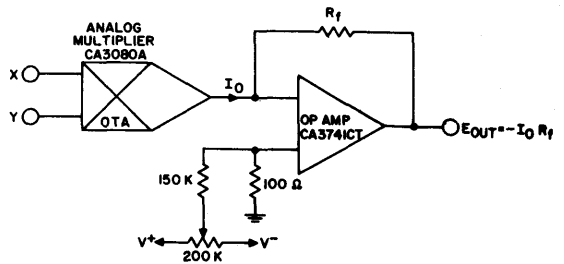 ANALOG
MULTIPLIER
CA3080A
X
Y
OTA
I₀
Rf
OP AMP
CA3741CT
EOUT=-I₀ Rf
150 K
100 Ω
V+
200 K
V-